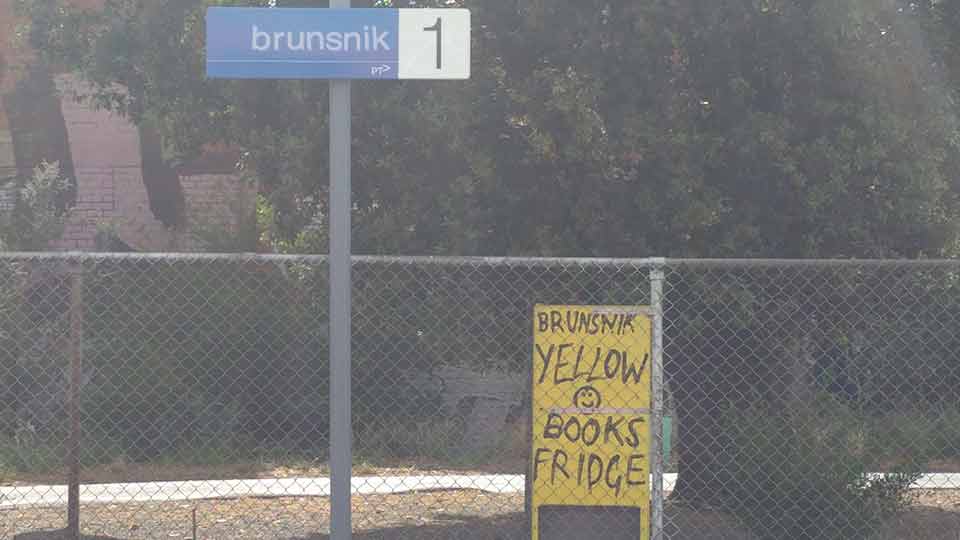 brunsnik 1
PT>
BRUNSNIK
YELLOW
BOOKS
FRIDGE